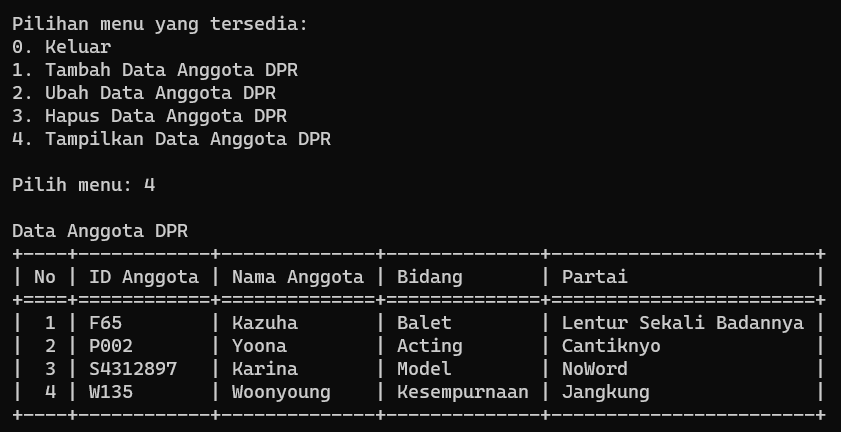 Pilihan menu yang tersedia:
0. Keluar
1. Tambah Data Anggota DPR
2. Ubah Data Anggota DPR
3. Hapus Data Anggota DPR
4. Tampilkan Data Anggota DPR
Pilih menu: 4
Data Anggota DPR
+----+------------+--------------+--------------+------------------------+
| No | ID Anggota | Nama Anggota | Bidang       | Partai                 |
+====+============+==============+==============+========================+
|  1 | F65        | Kazuha       | Balet        | Lentur Sekali Badannya |
|  2 | P002       | Yoona        | Acting       | Cantiknyo              |
|  3 | S4312897   | Karina       | Model        | NoWord                 |
|  4 | W135       | Woonyoung    | Kesempurnaan | Jangkung               |
+----+------------+--------------+--------------+------------------------+